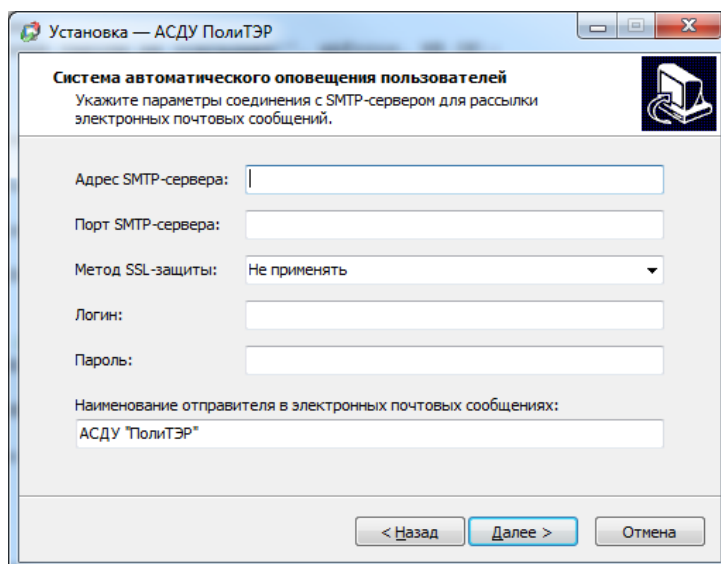 Установка — АСДУ ПолиТЭР
Система автоматического оповещения пользователей
Укажите параметры соединения с SMTP-сервером для рассылки
электронных почтовых сообщений.
Адрес SMTP-сервера:
Порт SMTP-сервера:
Метод SSL-защиты: Не применять
Логин:
Пароль:
Наименование отправителя в электронных почтовых сообщениях:
АСДУ "ПолиТЭР"
< Назад Далее > Отмена